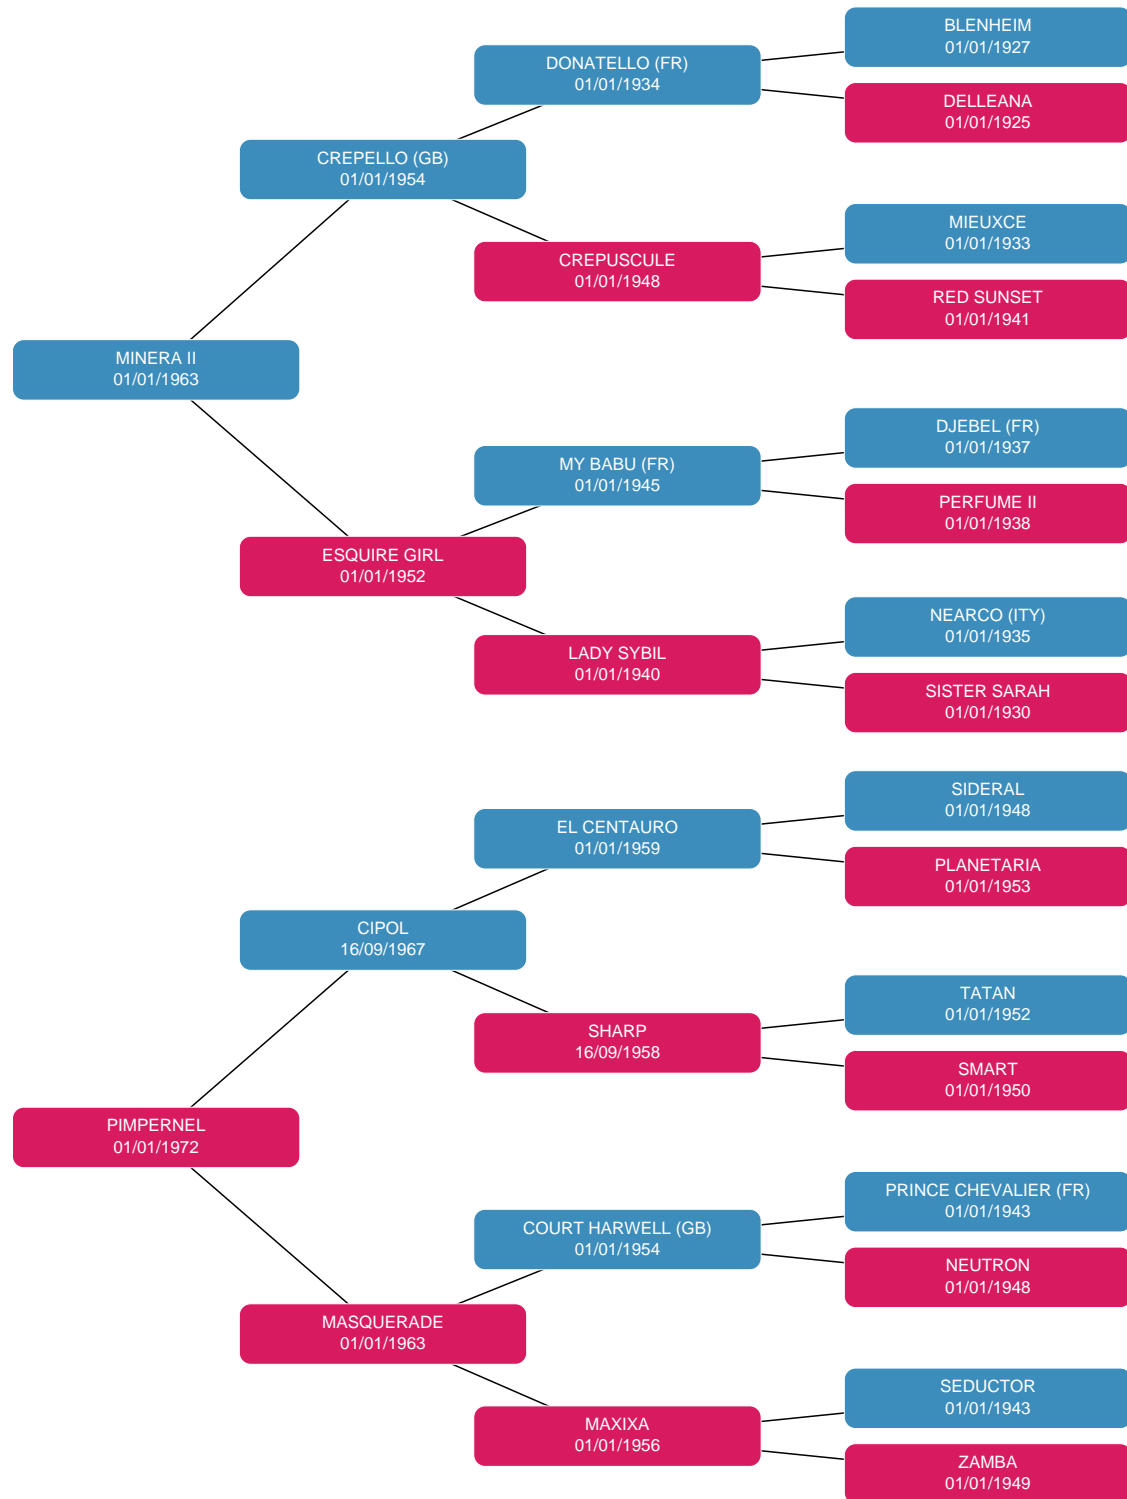 BLENHEIM
01/01/1927
DONATELLO (FR)
01/01/1934
DELLEANA
01/01/1925
CREPELLO (GB)
01/01/1954
MIEUXCE
01/01/1933
CREPUSCULE
01/01/1948
RED SUNSET
01/01/1941
MINERA II
01/01/1963
DJEBEL (FR)
01/01/1937
MY BABU (FR)
01/01/1945
PERFUME II
01/01/1938
ESQUIRE GIRL
01/01/1952
NEARCO (ITY)
01/01/1935
LADY SYBIL
01/01/1940
SISTER SARAH
01/01/1930
SIDERAL
01/01/1948
EL CENTAURO
01/01/1959
PLANETARIA
01/01/1953
CIPOL
16/09/1967
TATAN
01/01/1952
SHARP
16/09/1958
SMART
01/01/1950
PIMPERNEL
01/01/1972
PRINCE CHEVALIER (FR)
01/01/1943
COURT HARWELL (GB)
01/01/1954
NEUTRON
01/01/1948
MASQUERADE
01/01/1963
SEDUCTOR
01/01/1943
MAXIXA
01/01/1956
ZAMBA
01/01/1949